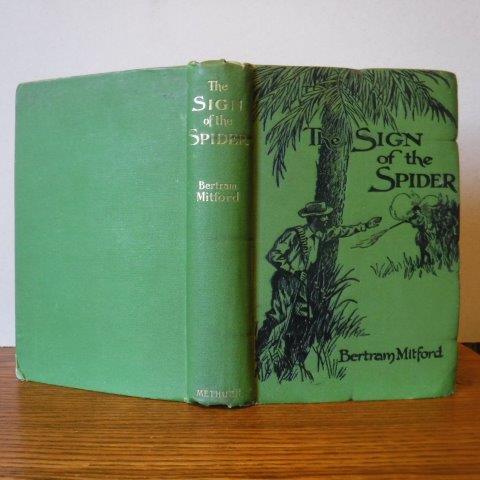 The
SIGN
of the
SPIDER
Bertram
Mitford
METHUEN
The SIGN
of the
SPIDER
Bertram Mitford